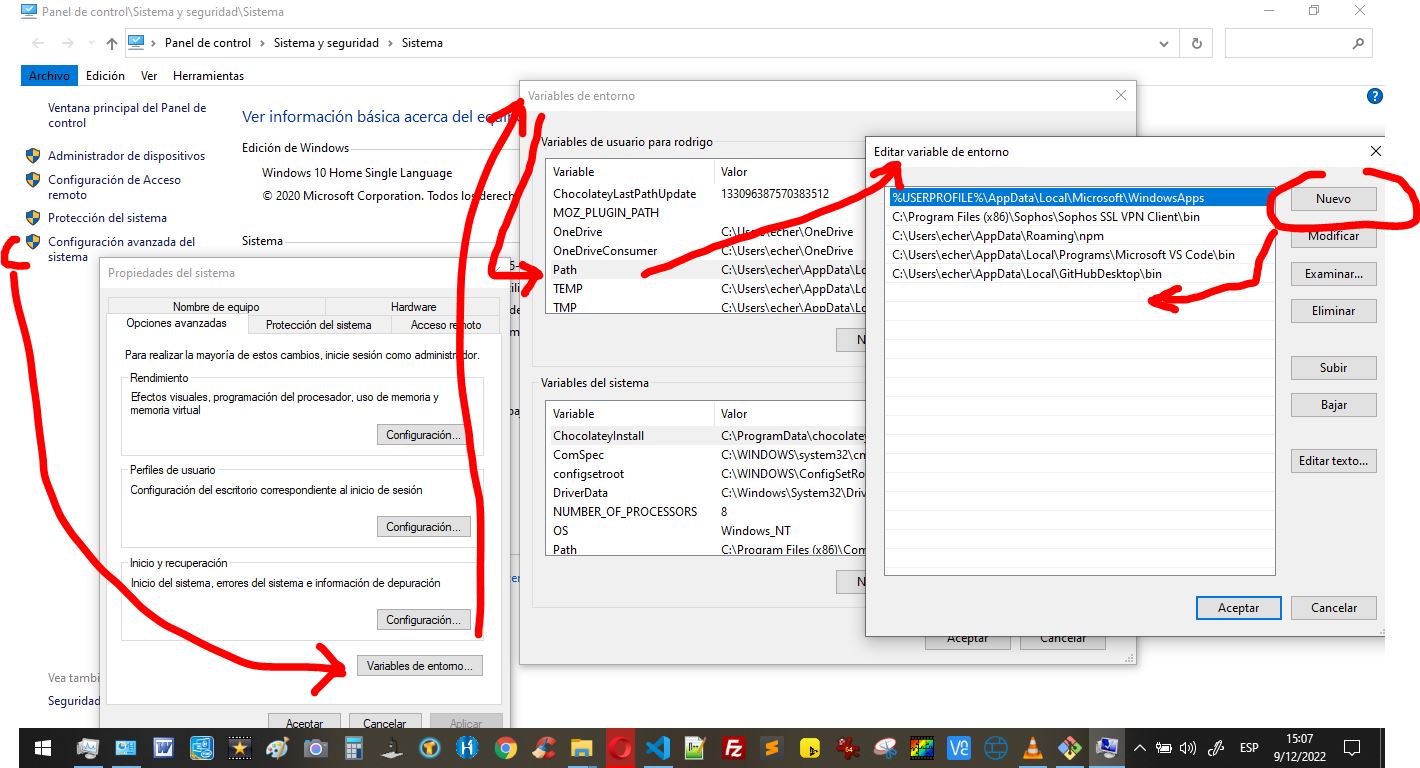 Panel de control\Sistema y seguridad\Sistema
Panel de control > Sistema y seguridad > Sistema
Archivo Edición Ver Herramientas
Ventana principal del Panel de
control
Administrador de dispositivos
Configuración de Acceso
remoto
Protección del sistema
Configuración avanzada del
sistema
Vea tambi
Seguridad
Ver información básica acerca del equip
Edición de Windows
Windows 10 Home Single Language
© 2020 Microsoft Corporation. Todos los derech
Sistema
Propiedades del sistema
Nombre de equipo Hardware
Opciones avanzadas Protección del sistema Acceso remoto
Para realizar la mayoría de estos cambios, inicie sesión como administrador.
Rendimiento
Efectos visuales, programación del procesador, uso de memoria y
memoria virtual
Configuración...
Perfiles de usuario
Configuración del escritorio correspondiente al inicio de sesión
Configuración...
Inicio y recuperación
Inicio del sistema, errores del sistema e información de depuración
Configuración...
Variables de entorno...
Aceptar Cancelar Aplicar
Variables de entorno
Variables de usuario para rodrigo
Variable Valor
ChocolateyLastPathUpdate 133096387570383512
MOZ_PLUGIN_PATH
OneDrive C:\Users\echer\OneDrive
OneDriveConsumer C:\Users\echer\OneDrive
Path C:\Users\echer\AppData\Lo
TEMP C:\Users\echer\AppData\Loc
TMP C:\Users\echer\AppData\Loc
N
Variables del sistema
Variable Valor
ChocolateyInstall C:\ProgramData\chocolatey
ComSpec C:\WINDOWS\system32\cm
configsetroot C:\WINDOWS\ConfigSetRo
DriverData C:\Windows\System32\Driv
NUMBER_OF_PROCESSORS 8
OS Windows_NT
Path C:\Program Files (x86)\Com
N
Aceptar Cancelar
Editar variable de entorno
%USERPROFILE%\AppData\Local\Microsoft\WindowsApps
C:\Program Files (x86)\Sophos\Sophos SSL VPN Client\bin
C:\Users\echer\AppData\Roaming\npm
C:\Users\echer\AppData\Local\Programs\Microsoft VS Code\bin
C:\Users\echer\AppData\Local\GitHubDesktop\bin
Nuevo
Modificar
Examinar...
Eliminar
Subir
Bajar
Editar texto...
Aceptar Cancelar
ESP
15:07
9/12/2022